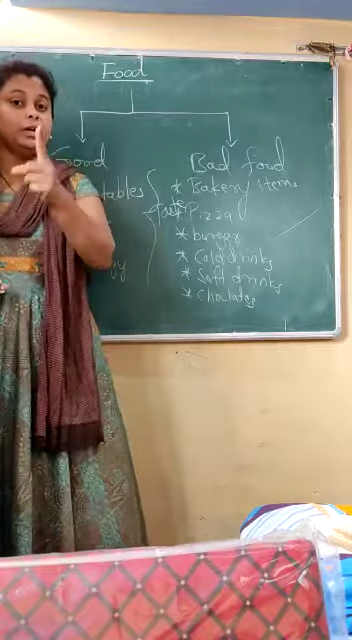 Food
Good
Bad food
tables
* Bakery items
* Pizza
* burger
* Cold drinks
* Soft drinks
* Choclates